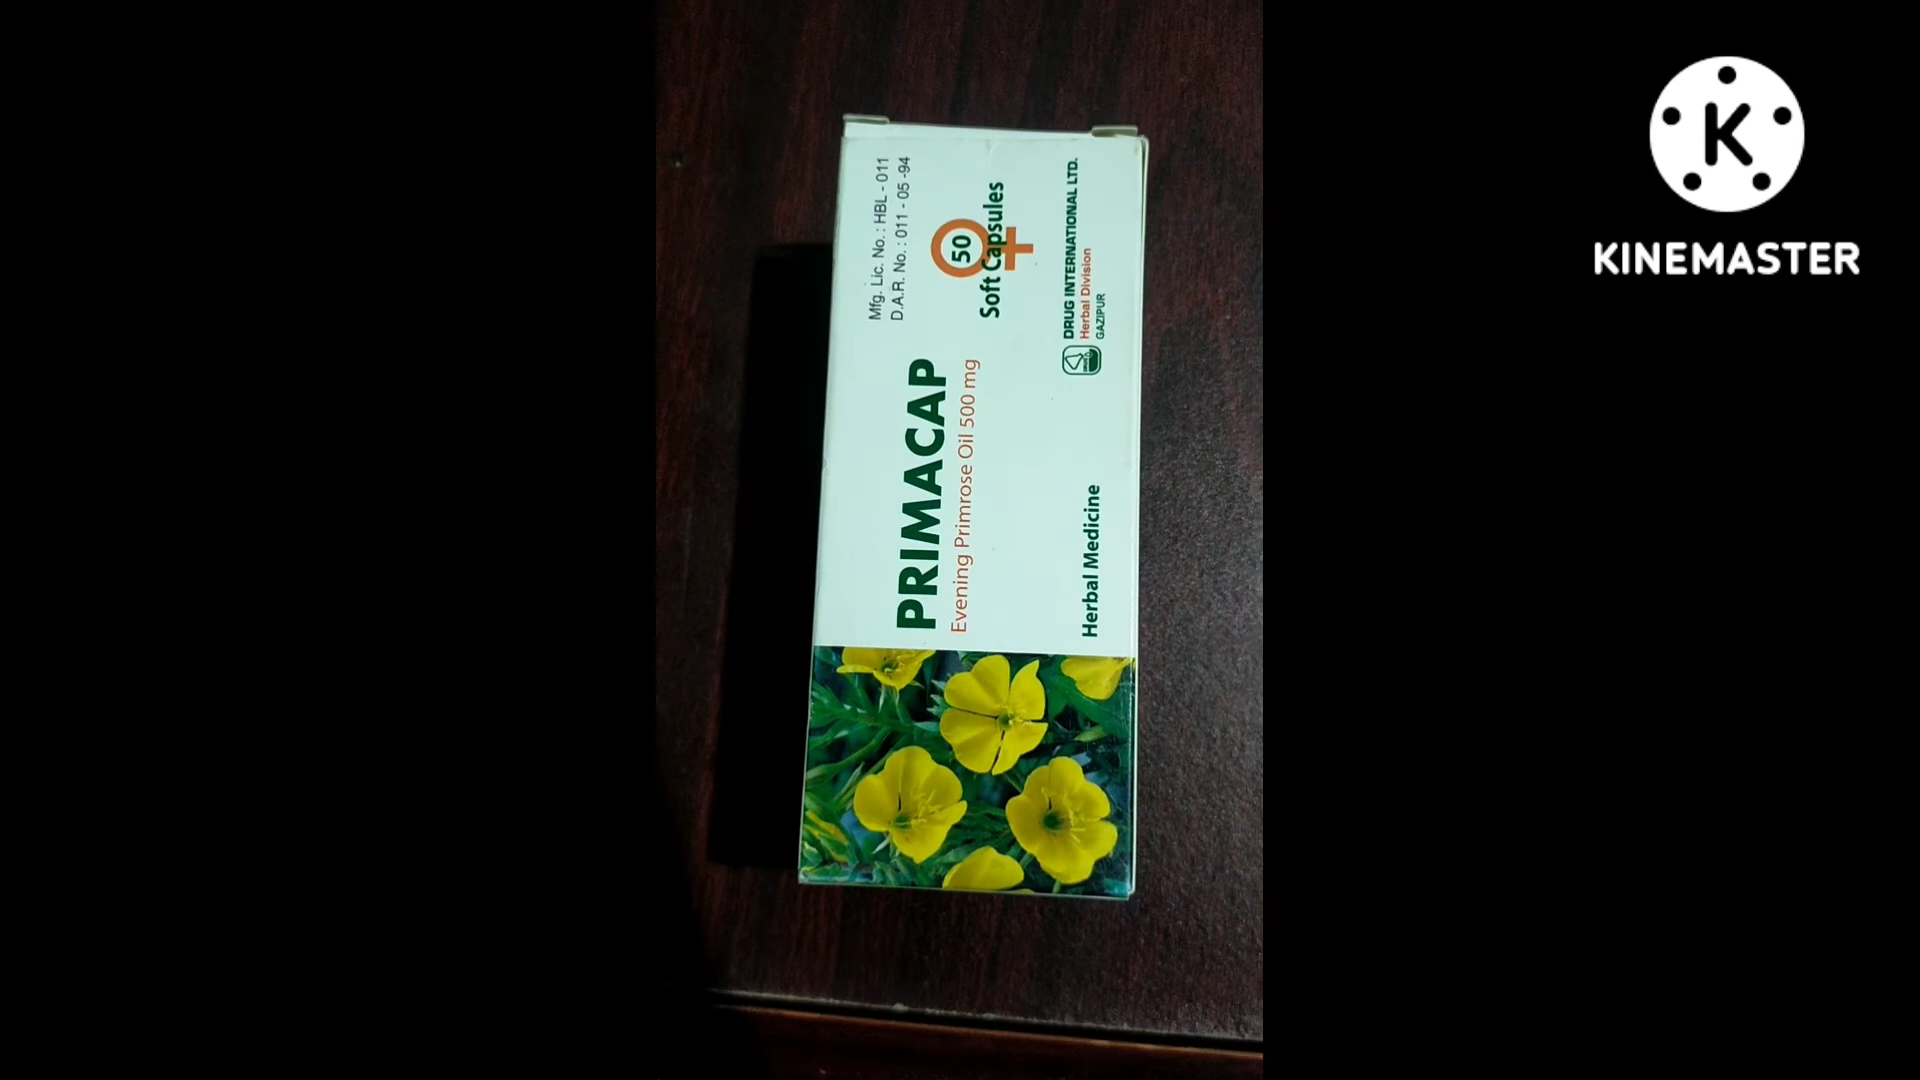 PRIMACAP
Evening Primrose Oil 500 mg
Herbal Medicine
Mfg. Lic. No. : HBL - 011
D.A.R. No. : 011 - 05 -94
50
Soft Capsules
DRUG INTERNATIONAL LTD.
Herbal Division
GAZIPUR
K
KINEMASTER